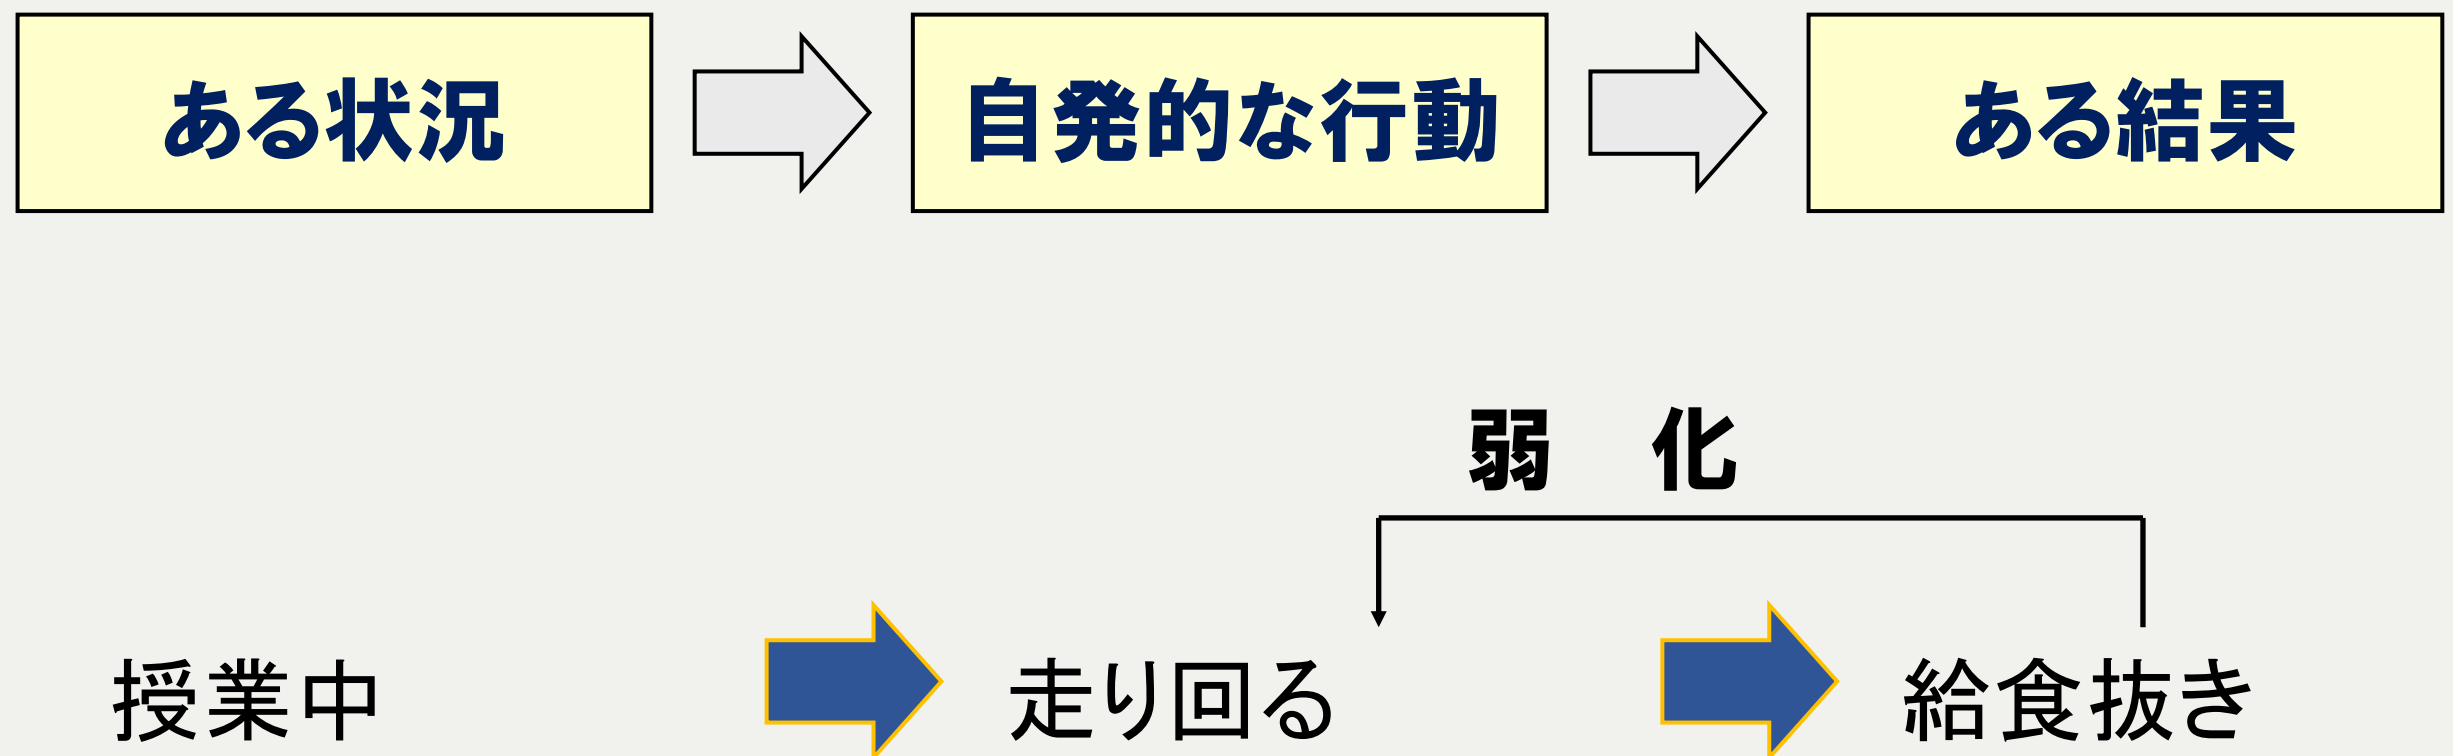 ある状況
自発的な行動
ある結果
弱　化
授業中
走り回る
給食抜き